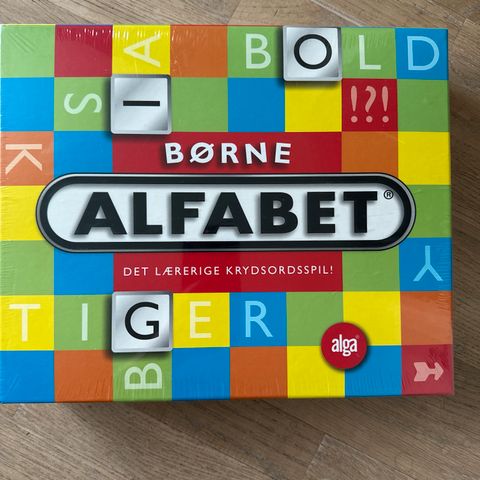 A BOLD
S I !?!
K
BØRNE
ALFABET®
DET LÆRERIGE KRYDSORDSSPIL!
Y
TIGER
alga
B